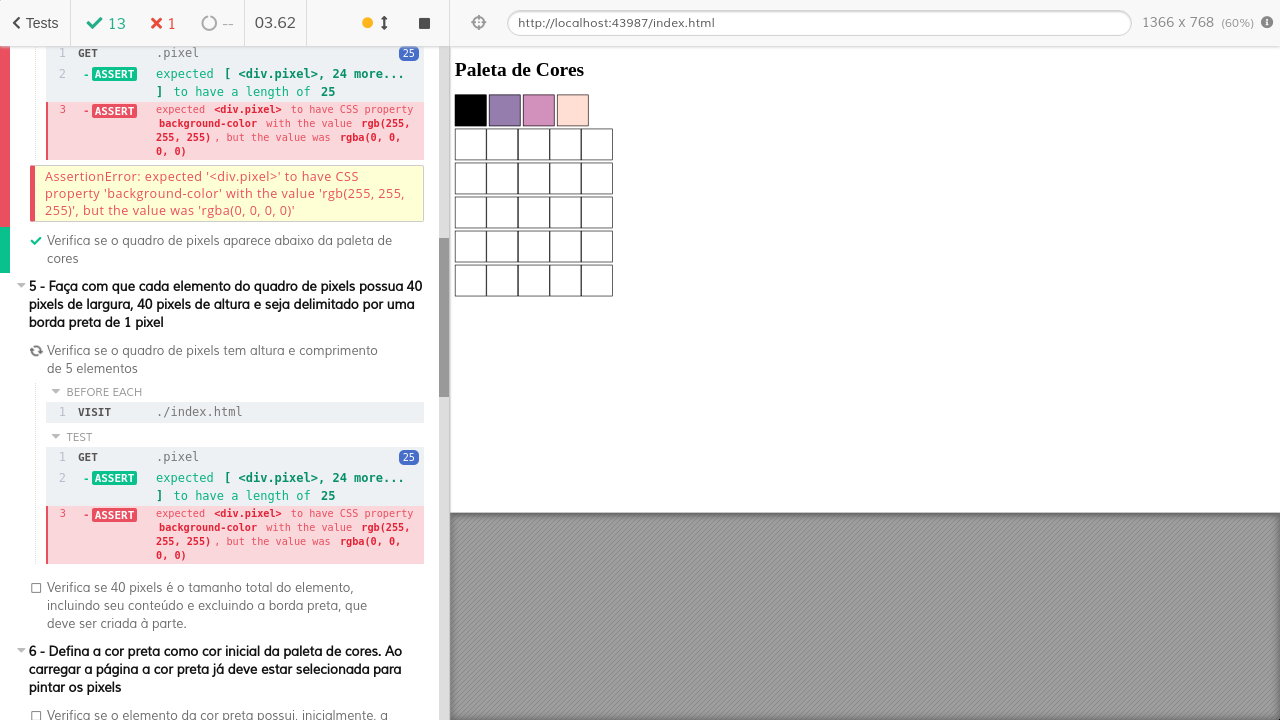 Tests
13
1
--
03.62
http://localhost:43987/index.html
1366 x 768 (60%)
1 GET .pixel 25
2 - ASSERT expected [ <div.pixel>, 24 more...
] to have a length of 25
3 - ASSERT expected <div.pixel> to have CSS property
background-color with the value rgb(255,
255, 255), but the value was rgba(0, 0,
0, 0)
AssertionError: expected '<div.pixel>' to have CSS
property 'background-color' with the value 'rgb(255, 255,
255)', but the value was 'rgba(0, 0, 0, 0)'
Verifica se o quadro de pixels aparece abaixo da paleta de
cores
5 - Faça com que cada elemento do quadro de pixels possua 40
pixels de largura, 40 pixels de altura e seja delimitado por uma
borda preta de 1 pixel
Verifica se o quadro de pixels tem altura e comprimento
de 5 elementos
BEFORE EACH
1 VISIT ./index.html
TEST
1 GET .pixel 25
2 - ASSERT expected [ <div.pixel>, 24 more...
] to have a length of 25
3 - ASSERT expected <div.pixel> to have CSS property
background-color with the value rgb(255,
255, 255), but the value was rgba(0, 0,
0, 0)
Verifica se 40 pixels é o tamanho total do elemento,
incluindo seu conteúdo e excluindo a borda preta, que
deve ser criada à parte.
6 - Defina a cor preta como cor inicial da paleta de cores. Ao
carregar a página a cor preta já deve estar selecionada para
pintar os pixels
Verifica se o elemento da cor preta possui, inicialmente, a
Paleta de Cores